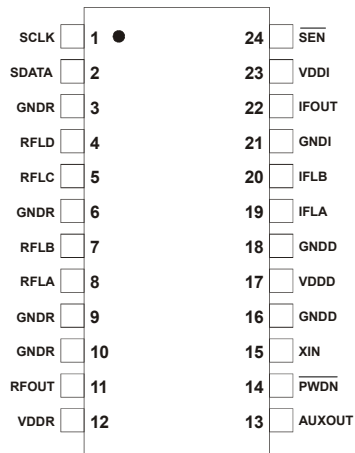 SCLK 1 24 SEN
SDATA 2 23 VDDI
GNDR 3 22 IFOUT
RFLD 4 21 GNDI
RFLC 5 20 IFLB
GNDR 6 19 IFLA
RFLB 7 18 GNDD
RFLA 8 17 VDDD
GNDR 9 16 GNDD
GNDR 10 15 XIN
RFOUT 11 14 PWDN
VDDR 12 13 AUXOUT